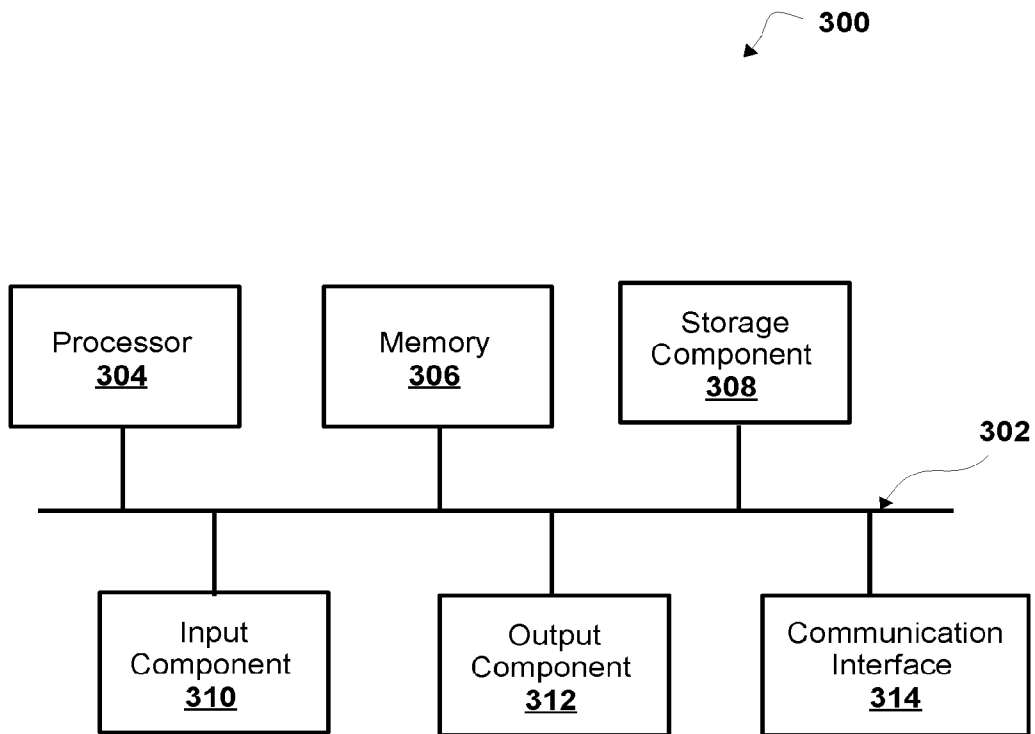 300
Processor
304
Memory
306
Storage
Component
308
302
Input
Component
310
Output
Component
312
Communication
Interface
314